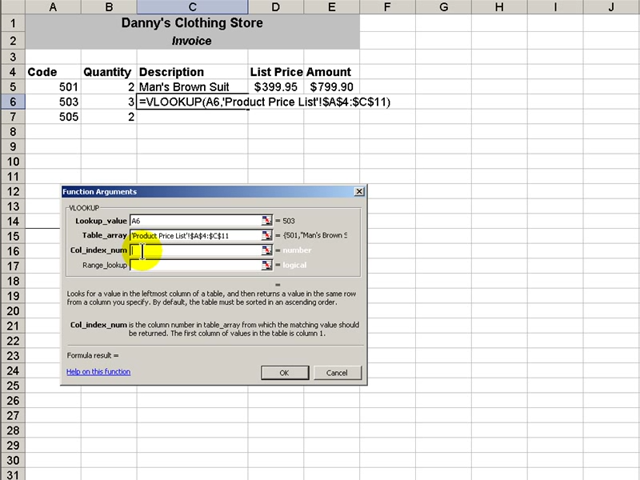 A B C D E F G H I J
1 Danny's Clothing Store
2 Invoice
3
4 Code Quantity Description List Price Amount
5 501 2 Man's Brown Suit $399.95 $799.90
6 503 3 =VLOOKUP(A6,'Product Price List'!$A$4:$C$11)
7 505 2
8
9
10
11
12
Function Arguments
13
VLOOKUP
14 Lookup_value A6 = 503
15 Table_array 'Product Price List'!$A$4:$C$11 = {501,"Man's Brown S
16 Col_index_num = number
17 Range_lookup = logical
18 =
19 Looks for a value in the leftmost column of a table, and then returns a value in the same row
20 from a column you specify. By default, the table must be sorted in an ascending order.
21 Col_index_num is the column number in table_array from which the matching value should
22 be returned. The first column of values in the table is column 1.
23 Formula result =
24 Help on this function OK Cancel
25
26
27
28
29
30
31